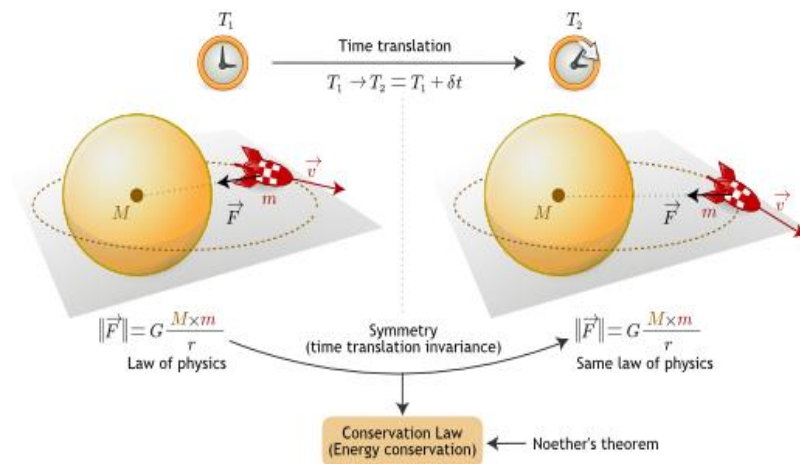 T₁
T₂
Time translation
T₁ → T₂ = T₁ + δt
M
F⃗
m
v⃗
M
F⃗
m
v⃗
‖F⃗‖ = G M×m / r
Law of physics
Symmetry
(time translation invariance)
‖F⃗‖ = G M×m / r
Same law of physics
Conservation Law
(Energy conservation)
Noether's theorem